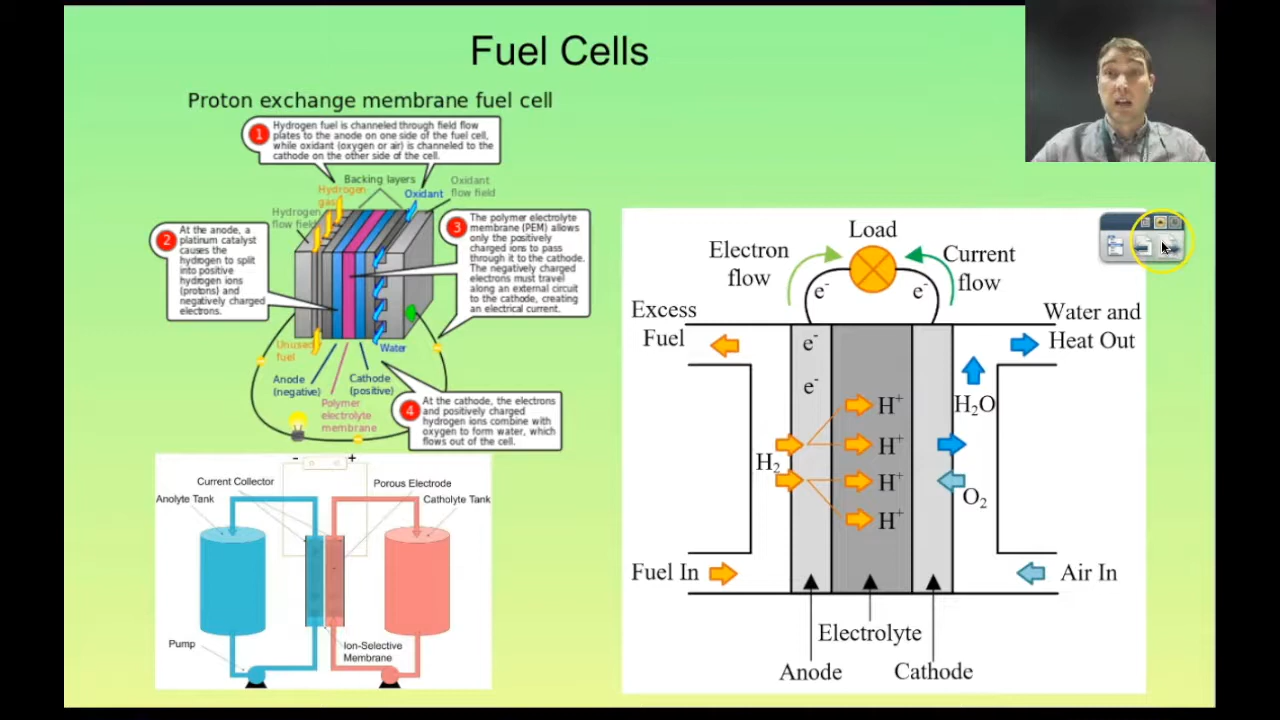 Fuel Cells
Proton exchange membrane fuel cell
1
Hydrogen fuel is channeled through field flow
plates to the anode on one side of the fuel cell,
while oxidant (oxygen or air) is channeled to the
cathode on the other side of the cell.
Backing layers
Hydrogen
gas
Oxidant
Oxidant
flow field
Hydrogen
flow field
2
At the anode, a
platinum catalyst
causes the
hydrogen to split
into positive
hydrogen ions
(protons) and
negatively charged
electrons.
3
The polymer electrolyte
membrane (PEM) allows
only the positively
charged ions to pass
through it to the cathode.
The negatively charged
electrons must travel
along an external circuit
to the cathode, creating
an electrical current.
Unused
fuel
Water
Anode
(negative)
Cathode
(positive)
Polymer
electrolyte
membrane
4
At the cathode, the electrons
and positively charged
hydrogen ions combine with
oxygen to form water, which
flows out of the cell.
- +
Current Collector
Porous Electrode
Anolyte Tank
Catholyte Tank
Pump
Ion-Selective
Membrane
Load
Electron
flow
Current
flow
e-
e-
Excess
Fuel
Water and
Heat Out
e-
e-
H+
H2O
H+
H2
H+
O2
H+
Fuel In
Air In
Electrolyte
Anode
Cathode